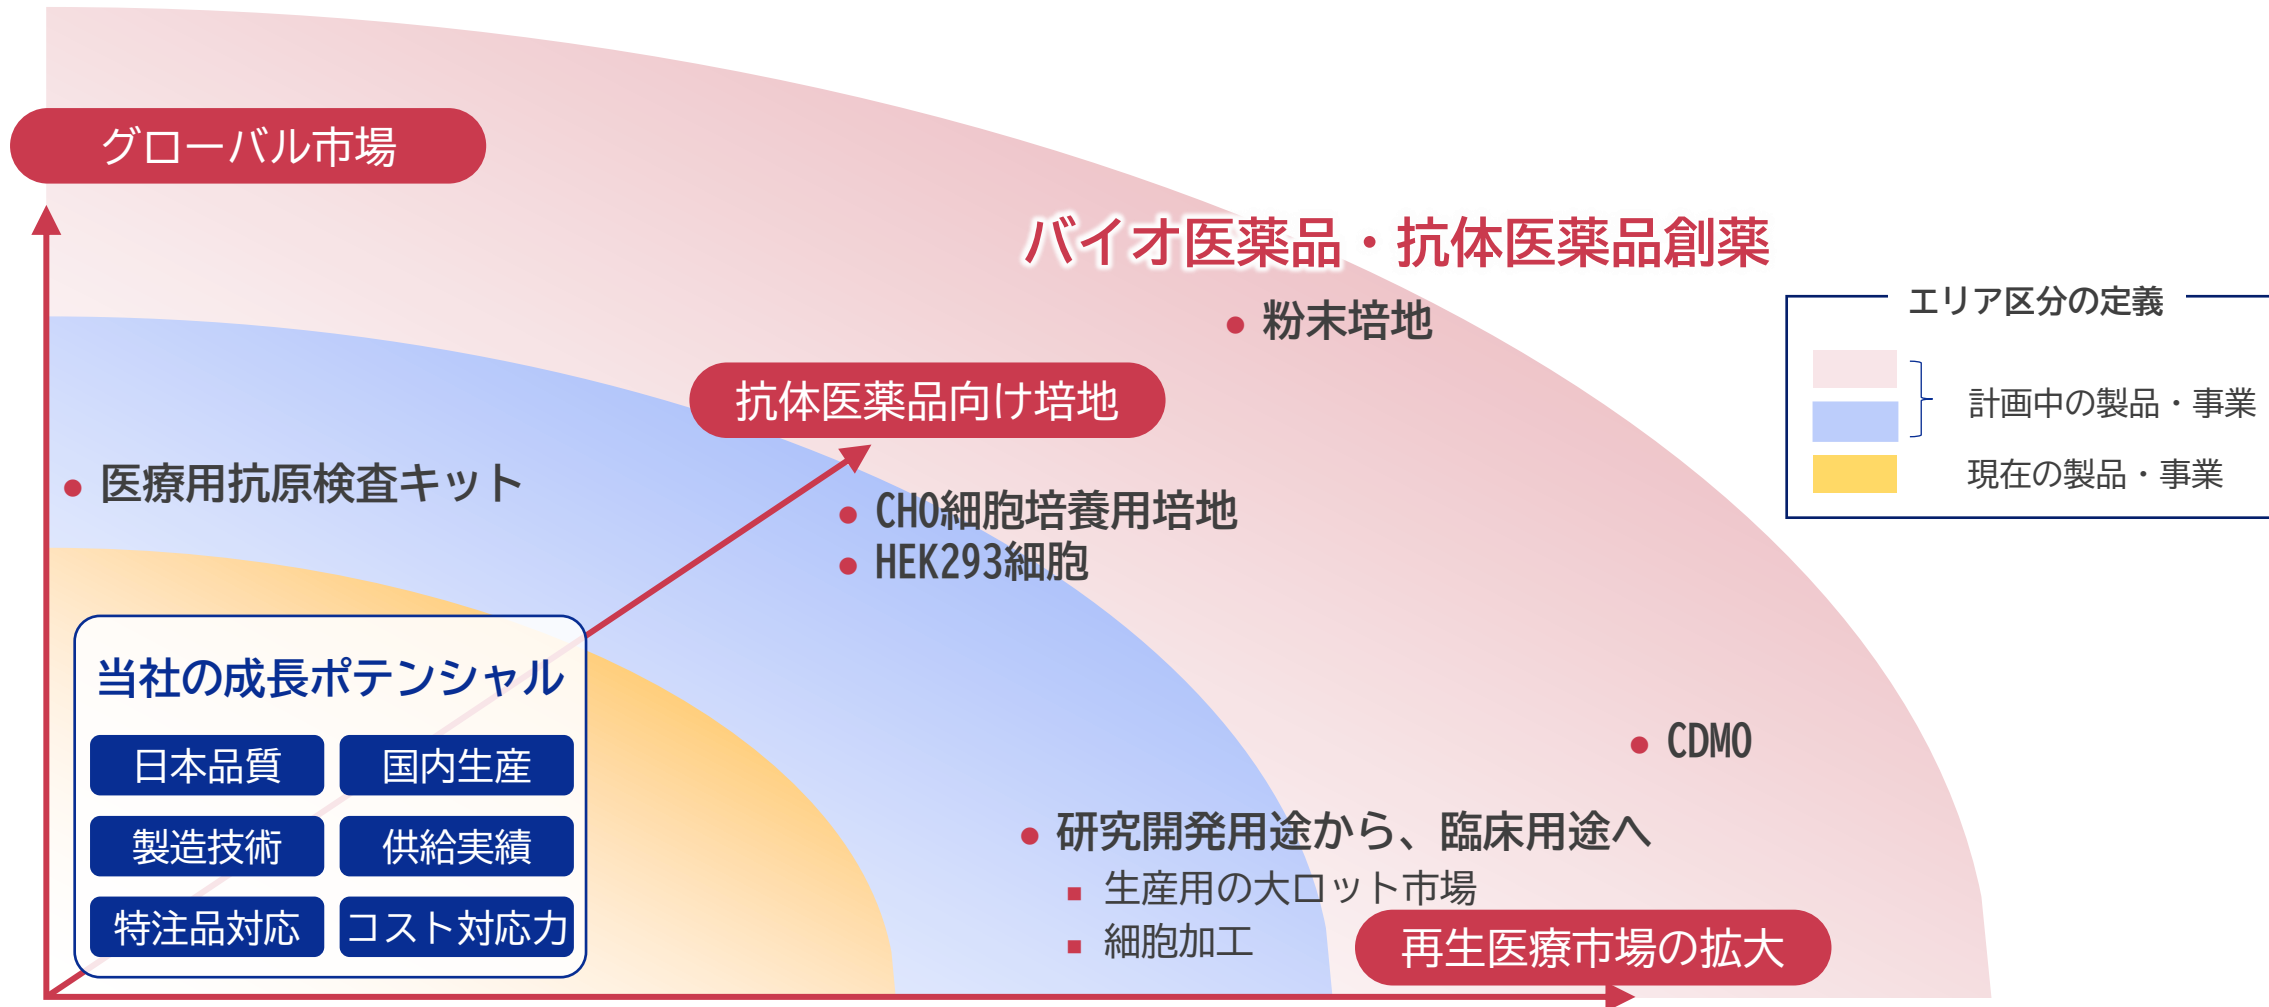 グローバル市場
バイオ医薬品・抗体医薬品創薬
粉末培地
エリア区分の定義
計画中の製品・事業
現在の製品・事業
抗体医薬品向け培地
医療用抗原検査キット
CHO細胞培養用培地
HEK293細胞
当社の成長ポテンシャル
日本品質
国内生産
製造技術
供給実績
特注品対応
コスト対応力
CDMO
研究開発用途から、臨床用途へ
生産用の大ロット市場
細胞加工
再生医療市場の拡大